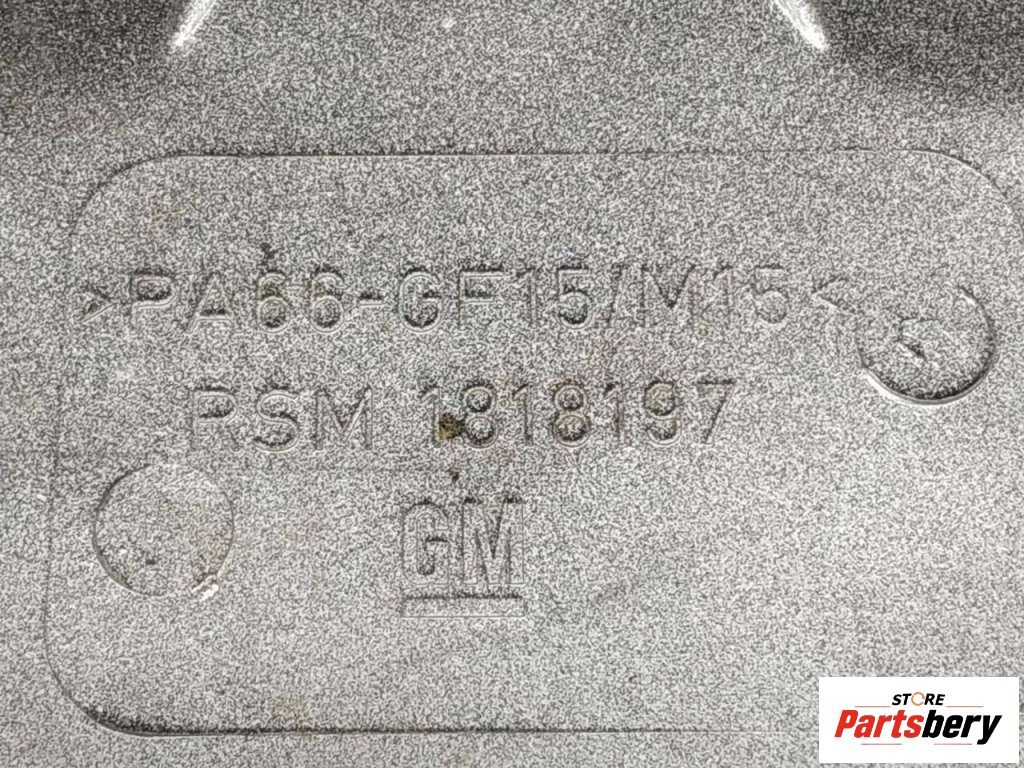 >PA66-GF15/M15<
RSM 1818197
GM
STORE
Partsbery